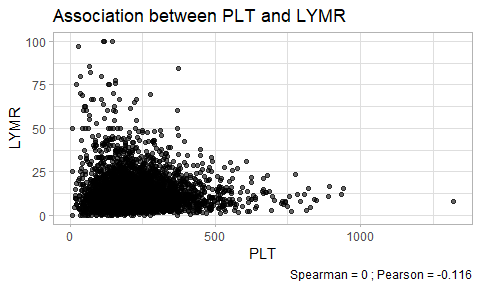 Association between PLT and LYMR
100
75
50
25
0
LYMR
0
500
1000
PLT
Spearman = 0 ; Pearson = -0.116